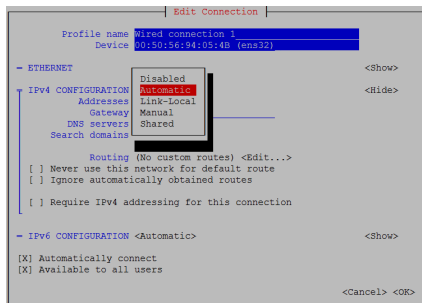 Edit Connection
Profile name Wired connection 1
Device 00:50:56:94:05:4B (ens32)
= ETHERNET <Show>
Disabled
╤ IPv4 CONFIGURATION Automatic <Hide>
Addresses Link-Local
Gateway Manual
DNS servers Shared
Search domains
Routing (No custom routes) <Edit...>
[ ] Never use this network for default route
[ ] Ignore automatically obtained routes
[ ] Require IPv4 addressing for this connection
= IPv6 CONFIGURATION <Automatic> <Show>
[X] Automatically connect
[X] Available to all users
<Cancel> <OK>